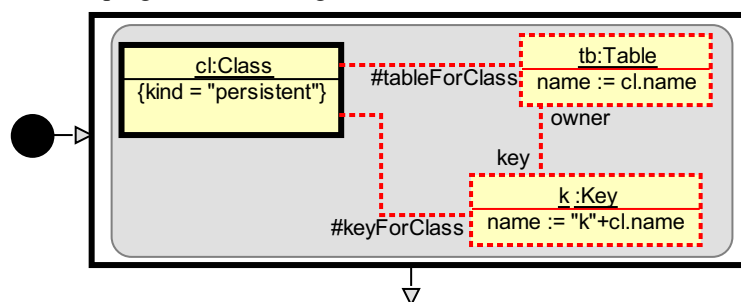 cl:Class
{kind = "persistent"}
#tableForClass
tb:Table
name := cl.name
owner
key
k :Key
name := "k"+cl.name
#keyForClass